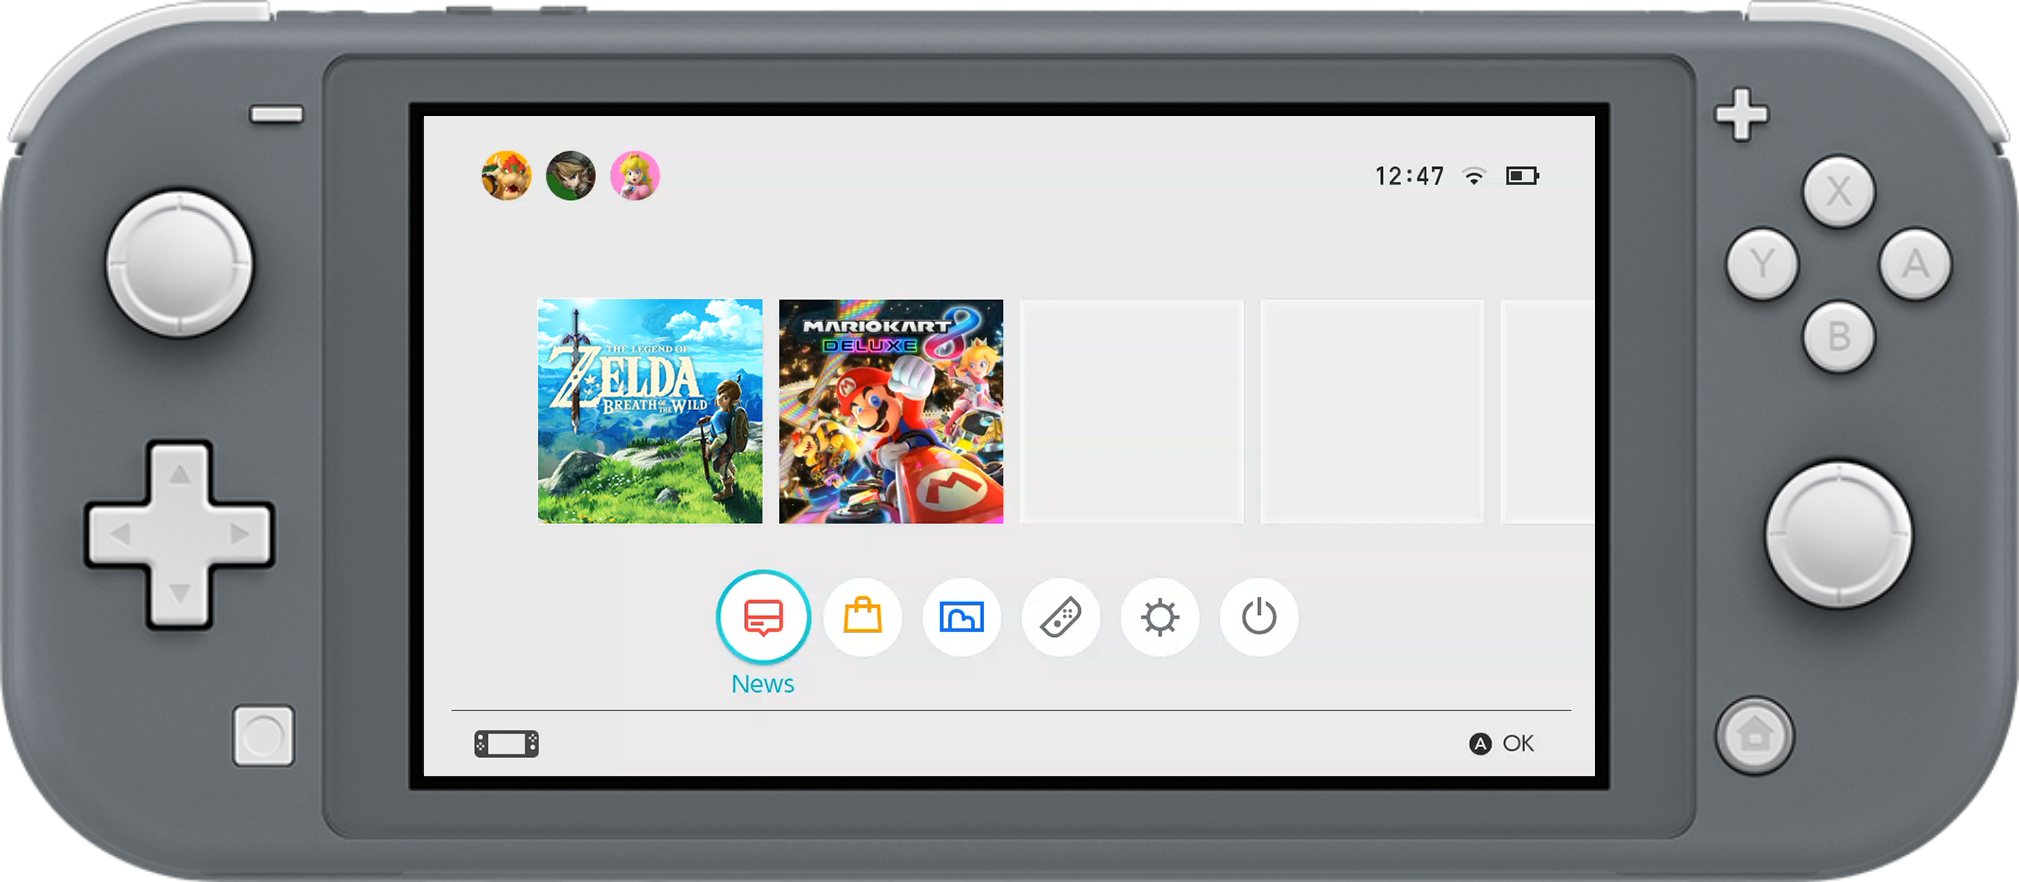 12:47
THE LEGEND OF
ZELDA
BREATH OF THE WILD
MARIOKART 8
DELUXE
M
M
News
A OK
X
Y
A
B